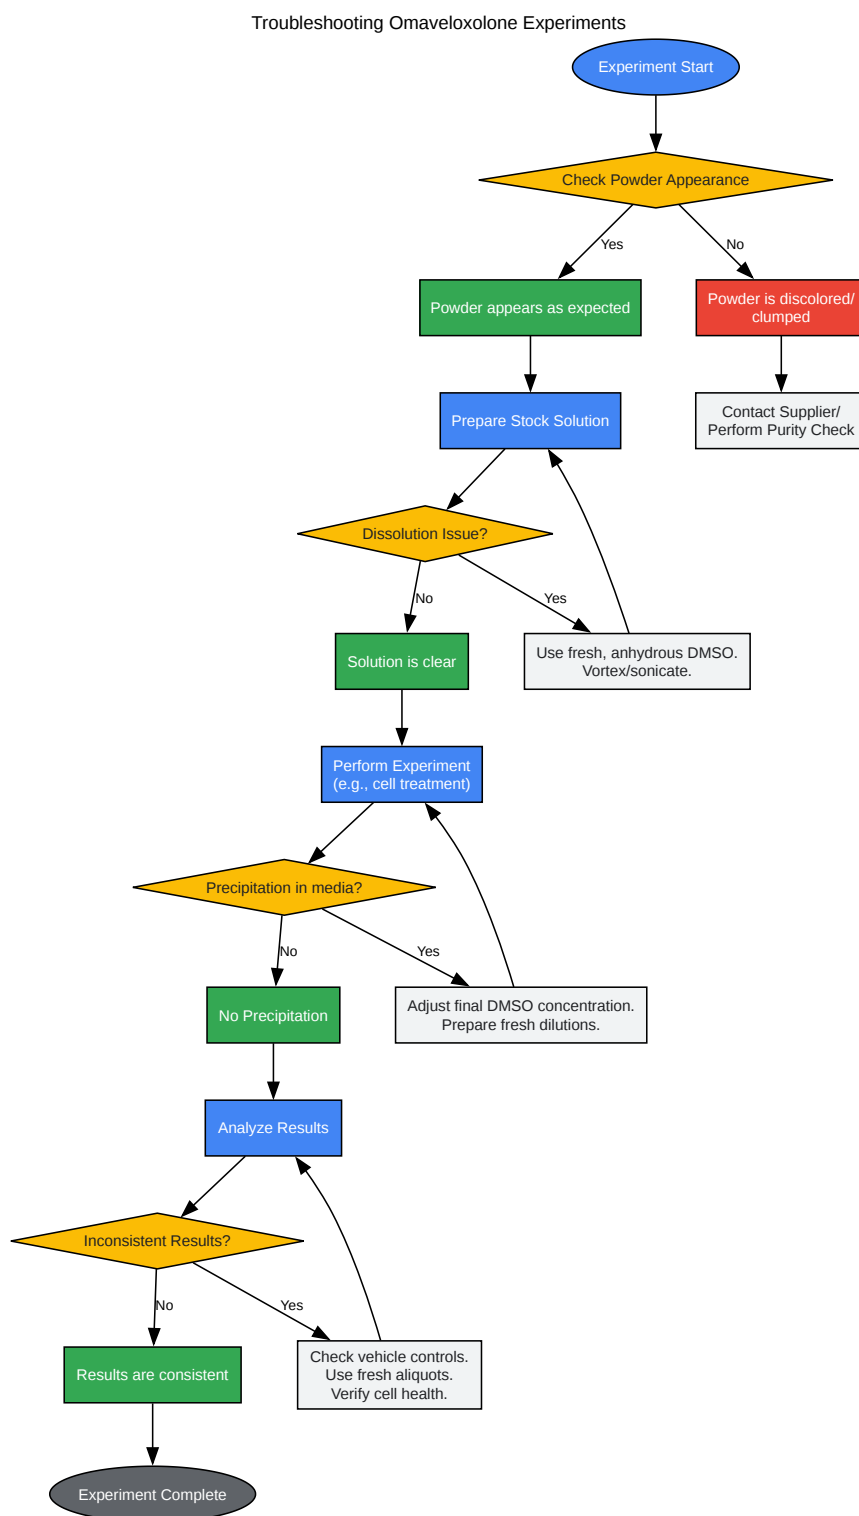 Troubleshooting Omaveloxolone Experiments
Experiment Start
Check Powder Appearance
Yes
No
Powder appears as expected
Powder is discolored/
clumped
Prepare Stock Solution
Contact Supplier/
Perform Purity Check
Dissolution Issue?
No
Yes
Solution is clear
Use fresh, anhydrous DMSO.
Vortex/sonicate.
Perform Experiment
(e.g., cell treatment)
Precipitation in media?
No
Yes
No Precipitation
Adjust final DMSO concentration.
Prepare fresh dilutions.
Analyze Results
Inconsistent Results?
No
Yes
Results are consistent
Check vehicle controls.
Use fresh aliquots.
Verify cell health.
Experiment Complete